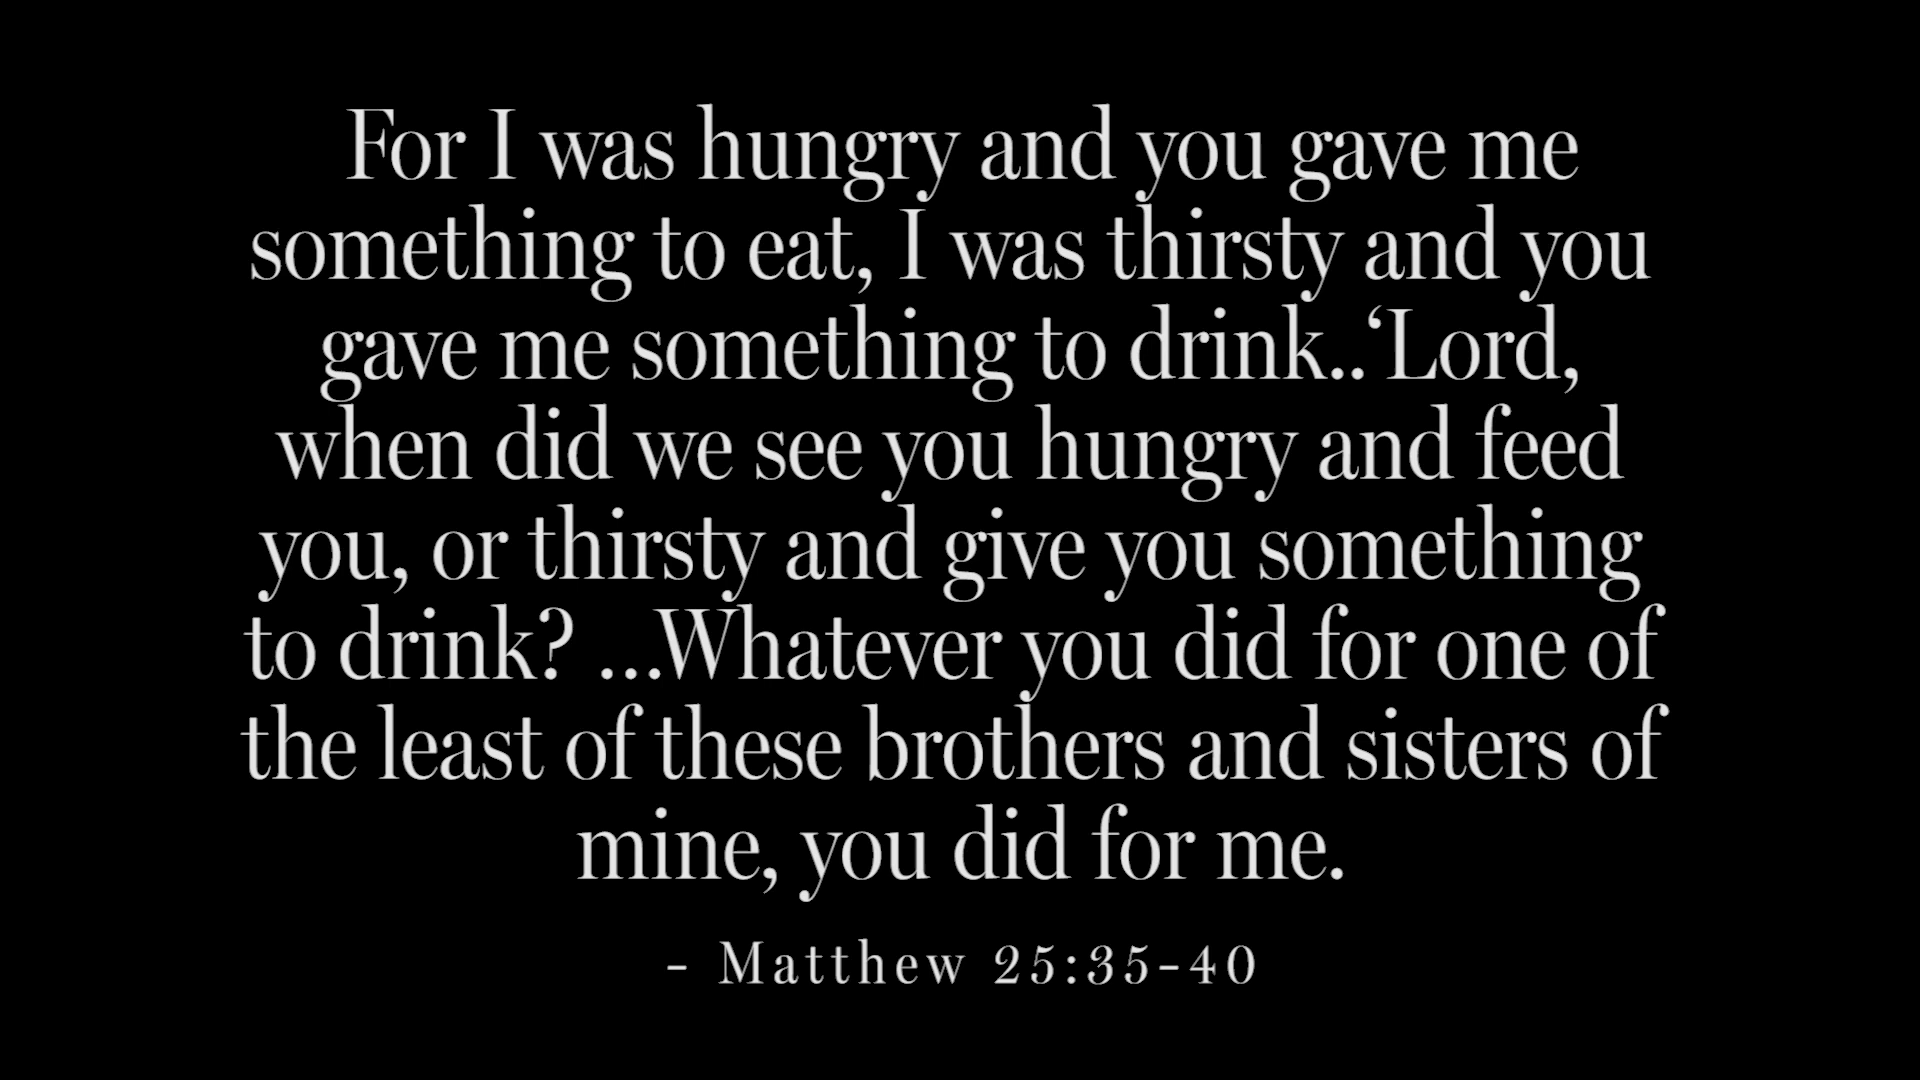 For I was hungry and you gave me
something to eat, I was thirsty and you
gave me something to drink..‘Lord,
when did we see you hungry and feed
you, or thirsty and give you something
to drink? ...Whatever you did for one of
the least of these brothers and sisters of
mine, you did for me.
- Matthew 25:35-40